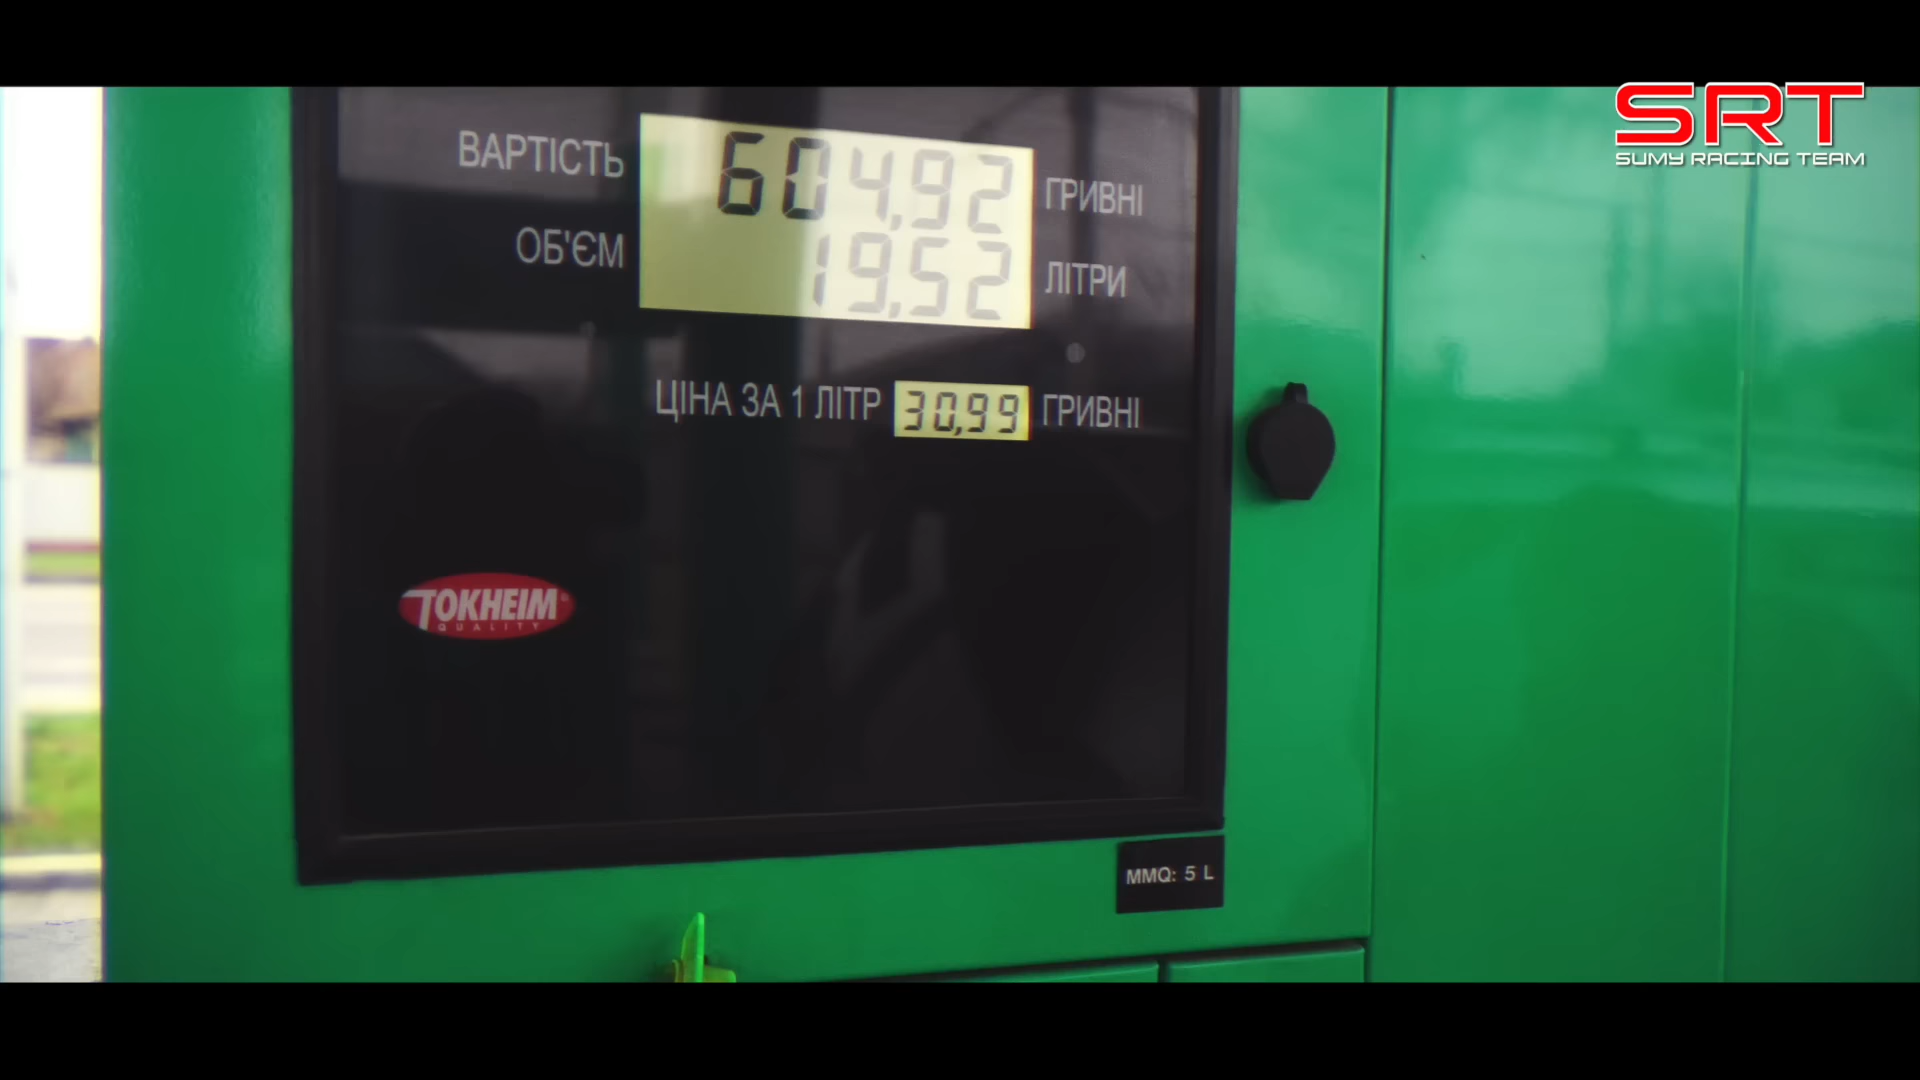 SRT
SUMY RACING TEAM
ВАРТІСТЬ 604,92 ГРИВНІ
ОБ'ЄМ 19,52 ЛІТРИ
ЦІНА ЗА 1 ЛІТР 30,99 ГРИВНІ
TOKHEIM
QUALITY
MMQ: 5 L